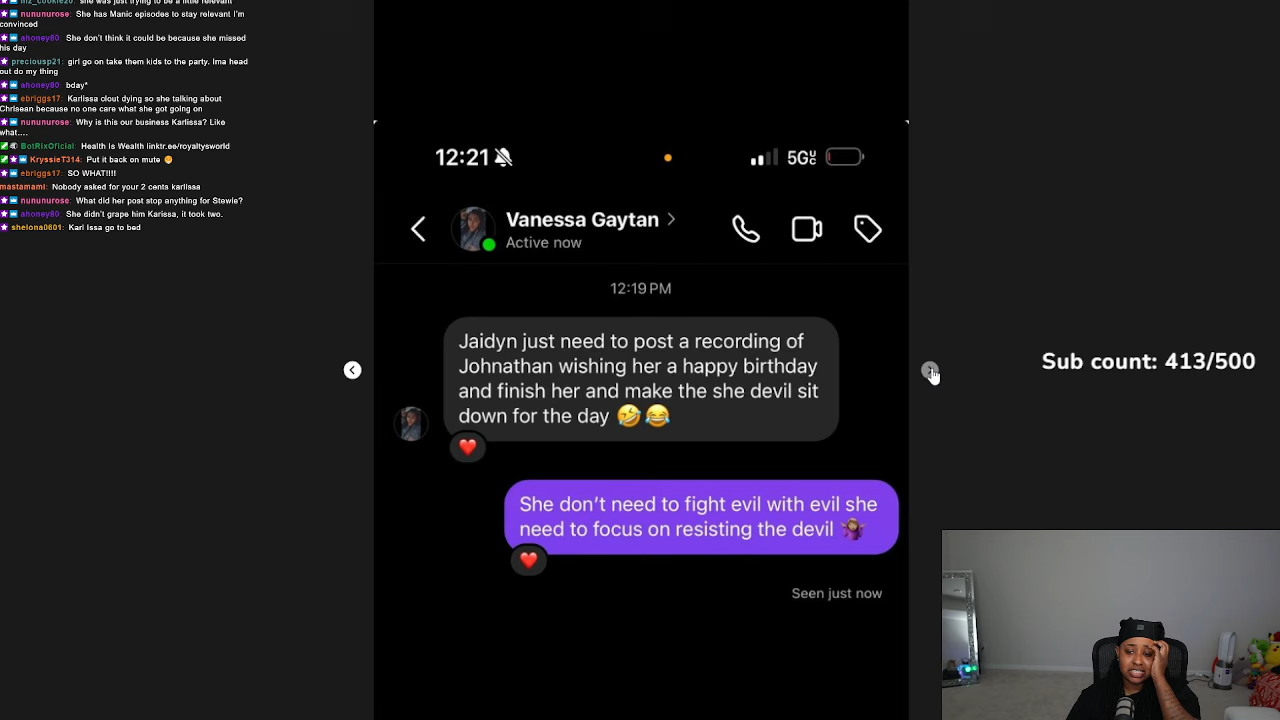 miz_cookie20: she was just trying to be a little relevant
nununurose: She has Manic episodes to stay relevant I'm
convinced
ahoney80: She don't think it could be because she missed
his day
preciousp21: girl go on take them kids to the party. Ima head
out do my thing
ahoney80: bday*
ebriggs17: Karlissa clout dying so she talking about
Chrisean because no one care what she got going on
nununurose: Why is this our business Karlissa? Like
what....
BotRixOficial: Health Is Wealth linktr.ee/royaltysworld
KryssieT314: Put it back on mute
ebriggs17: SO WHAT!!!!
mastamami: Nobody asked for your 2 cents karlissa
nununurose: What did her post stop anything for Stewie?
ahoney80: She didn't grape him Karissa, it took two.
shelona0601: Karl Issa go to bed
12:21
5GUC
Vanessa Gaytan
Active now
12:19 PM
Jaidyn just need to post a recording of
Johnathan wishing her a happy birthday
and finish her and make the she devil sit
down for the day 🤣😂
She don't need to fight evil with evil she
need to focus on resisting the devil
Seen just now
Sub count: 413/500